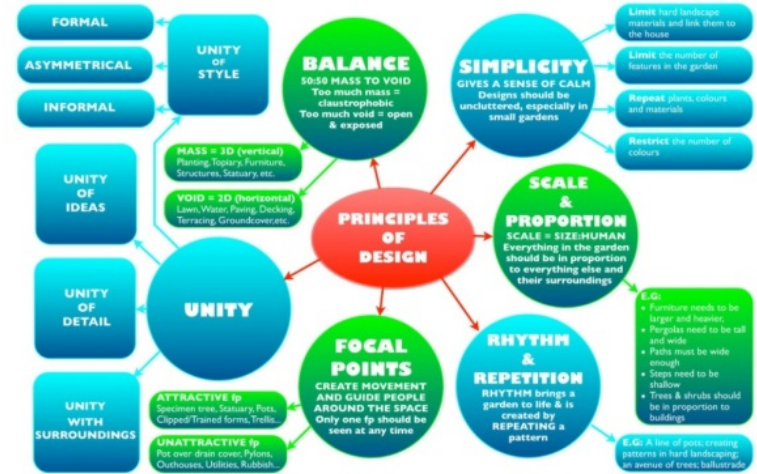 PRINCIPLES
OF
DESIGN
BALANCE
50:50 MASS TO VOID
Too much mass =
claustrophobic
Too much void = open
& exposed
MASS = 3D (vertical)
Planting, Topiary, Furniture,
Structures, Statuary, etc.
VOID = 2D (horizontal)
Lawn, Water, Paving, Decking,
Terracing, Groundcover, etc.
SIMPLICITY
GIVES A SENSE OF CALM
Designs should be
uncluttered, especially in
small gardens
Limit hard landscape
materials and link them to
the house
Limit the number of
features in the garden
Repeat plants, colours
and materials
Restrict the number of
colours
SCALE
&
PROPORTION
SCALE = SIZE:HUMAN
Everything in the garden
should be in proportion
to everything else and
their surroundings
E.G:
• Furniture needs to be
larger and heavier,
• Pergolas need to be tall
and wide
• Paths must be wide
enough
• Steps need to be
shallow
• Trees & shrubs should
be in proportion to
buildings
RHYTHM
&
REPETITION
RHYTHM brings a
garden to life & is
created by
REPEATING a
pattern
E.G: A line of pots; creating
patterns in hard landscaping;
an avenue of trees; ballustrade
FOCAL
POINTS
CREATE MOVEMENT
AND GUIDE PEOPLE
AROUND THE SPACE
Only one fp should be
seen at any time
ATTRACTIVE fp
Specimen tree, Statuary, Pots,
Clipped/Trained forms, Trellis...
UNATTRACTIVE fp
Pot over drain cover, Pylons,
Outhouses, Utilities, Rubbish...
UNITY
UNITY
OF
STYLE
FORMAL
ASYMMETRICAL
INFORMAL
UNITY
OF
IDEAS
UNITY
OF
DETAIL
UNITY
WITH
SURROUNDINGS